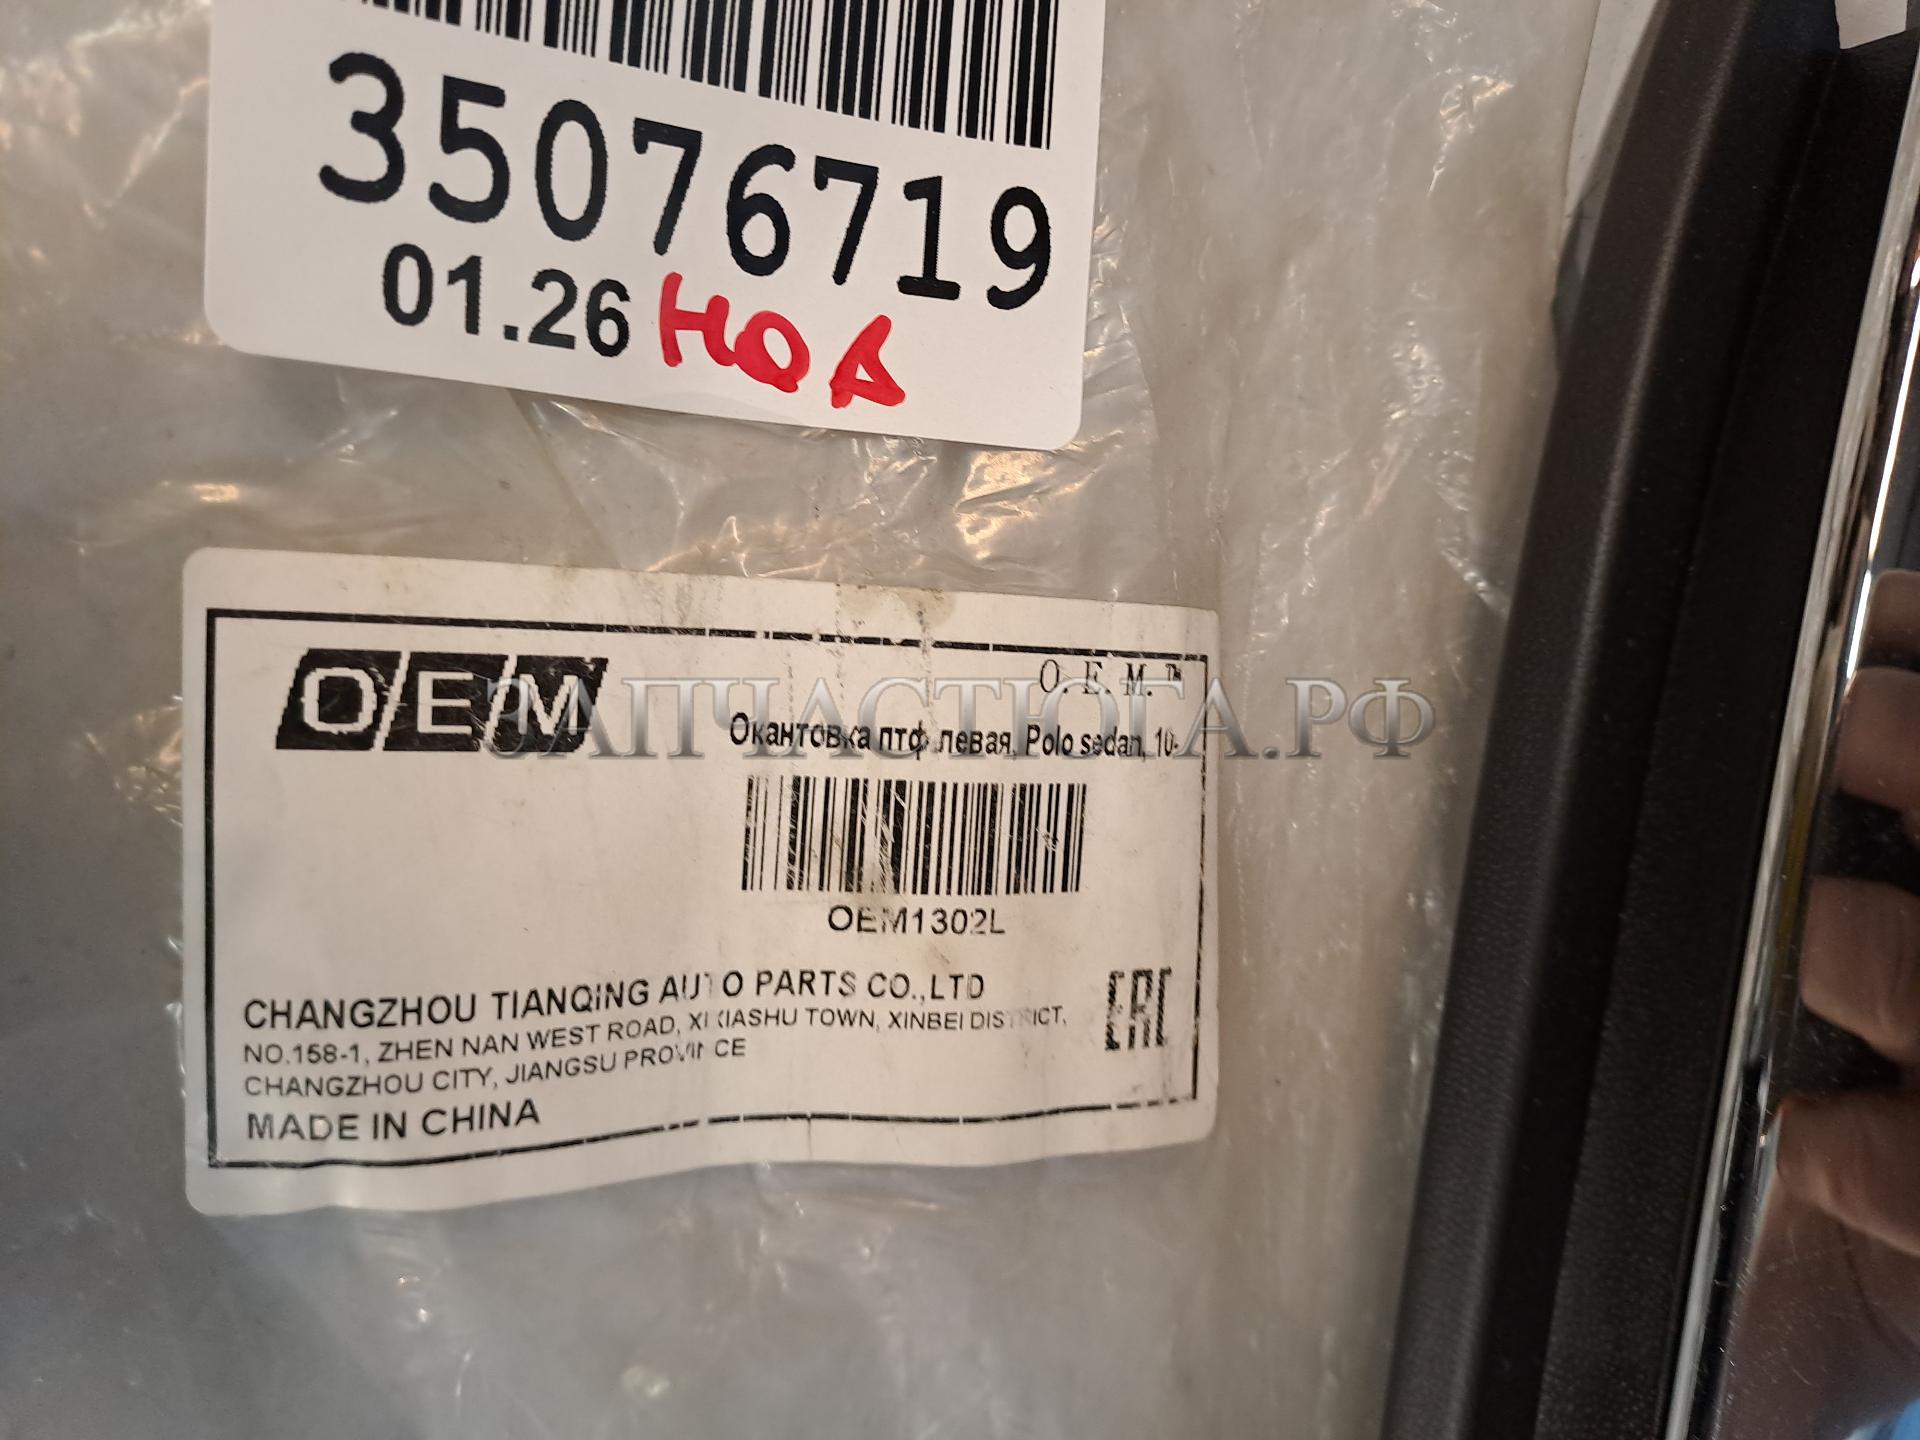 35076719
01.26 НОА
OEM
O. E. M.™
ЗАПЧАСТЮГА.РФ
Окантовка птф левая, Polo sedan, 10-
OEM1302L
CHANGZHOU TIANQING AUTO PARTS CO.,LTD
NO.158-1, ZHEN NAN WEST ROAD, XIXIASHU TOWN, XINBEI DISTRICT,
CHANGZHOU CITY, JIANGSU PROVINCE
MADE IN CHINA
EAC